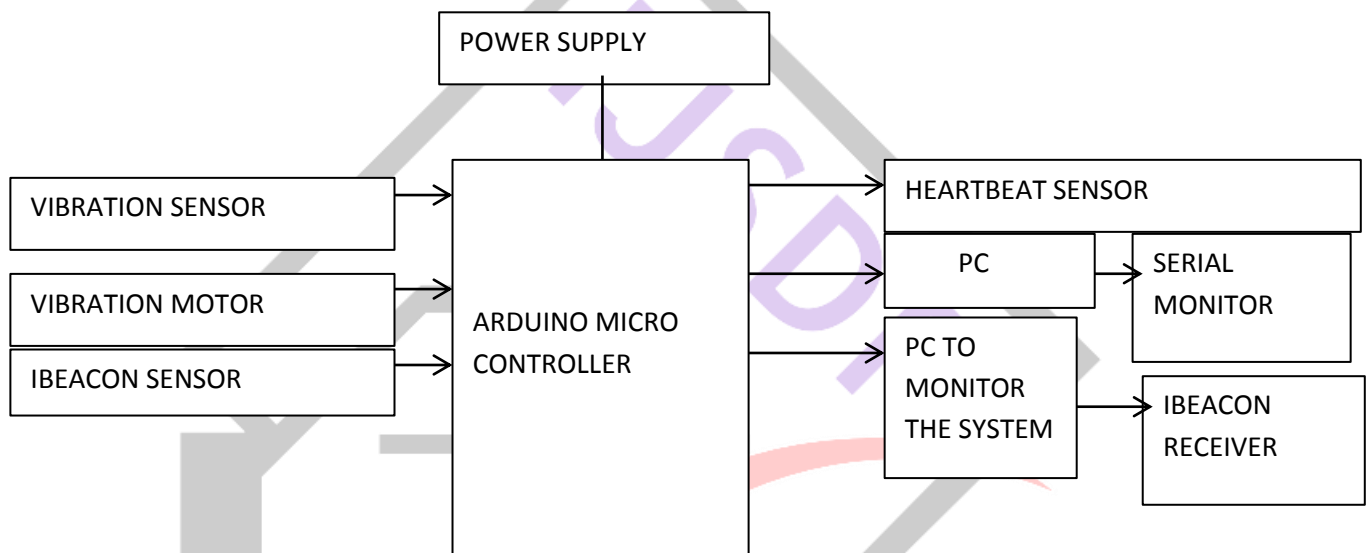 POWER SUPPLY
VIBRATION SENSOR
VIBRATION MOTOR
IBEACON SENSOR
ARDUINO MICRO
CONTROLLER
HEARTBEAT SENSOR
PC
SERIAL
MONITOR
PC TO
MONITOR
THE SYSTEM
IBEACON
RECEIVER
IJSDR